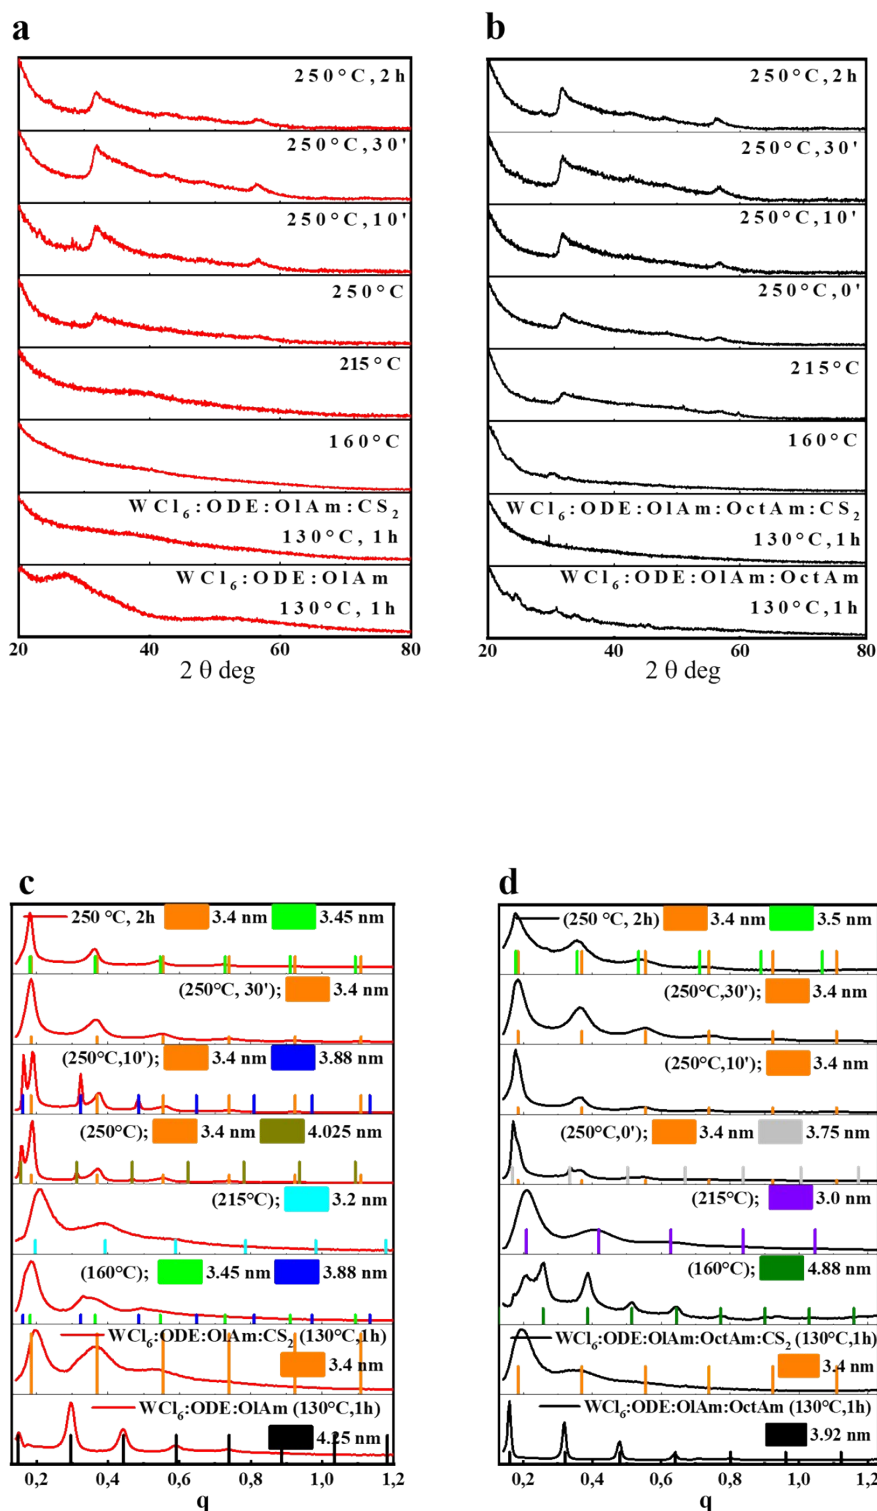 a
250°C, 2h
250°C, 30'
250°C, 10'
250°C
215°C
160°C
WCl6:ODE:OlAm:CS2
130°C, 1h
WCl6:ODE:OlAm
130°C, 1h
20 40 60 80
2 θ deg
b
250°C, 2h
250°C, 30'
250°C, 10'
250°C, 0'
215°C
160°C
WCl6:ODE:OlAm:OctAm:CS2
130°C, 1h
WCl6:ODE:OlAm:OctAm
130°C, 1h
20 40 60 80
2 θ deg
c
250 °C, 2h 3.4 nm 3.45 nm
(250°C, 30'); 3.4 nm
(250°C,10'); 3.4 nm 3.88 nm
(250°C); 3.4 nm 4.025 nm
(215°C); 3.2 nm
(160°C); 3.45 nm 3.88 nm
WCl6:ODE:OlAm:CS2 (130°C,1h)
3.4 nm
WCl6:ODE:OlAm (130°C,1h)
4.25 nm
0,2 0,4 0,6 0,8 1,0 1,2
q
d
(250 °C, 2h) 3.4 nm 3.5 nm
(250°C,30'); 3.4 nm
(250°C,10'); 3.4 nm
(250°C,0'); 3.4 nm 3.75 nm
(215°C); 3.0 nm
(160°C); 4.88 nm
WCl6:ODE:OlAm:OctAm:CS2 (130°C,1h)
3.4 nm
WCl6:ODE:OlAm:OctAm (130°C,1h)
3.92 nm
0,2 0,4 0,6 0,8 1,0 1,2
q